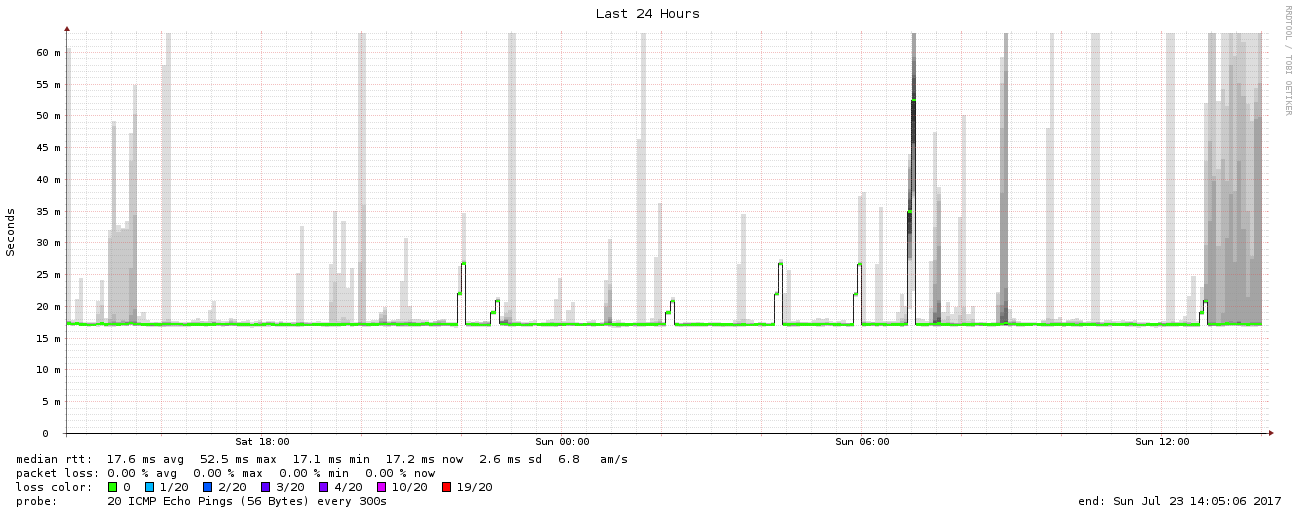 Last 24 Hours
RRDTOOL / TOBI OETIKER
Seconds
60 m
55 m
50 m
45 m
40 m
35 m
30 m
25 m
20 m
15 m
10 m
5 m
0
Sat 18:00 Sun 00:00 Sun 06:00 Sun 12:00
median rtt: 17.6 ms avg 52.5 ms max 17.1 ms min 17.2 ms now 2.6 ms sd 6.8 am/s
packet loss: 0.00 % avg 0.00 % max 0.00 % min 0.00 % now
loss color: 0 1/20 2/20 3/20 4/20 10/20 19/20
probe: 20 ICMP Echo Pings (56 Bytes) every 300s end: Sun Jul 23 14:05:06 2017